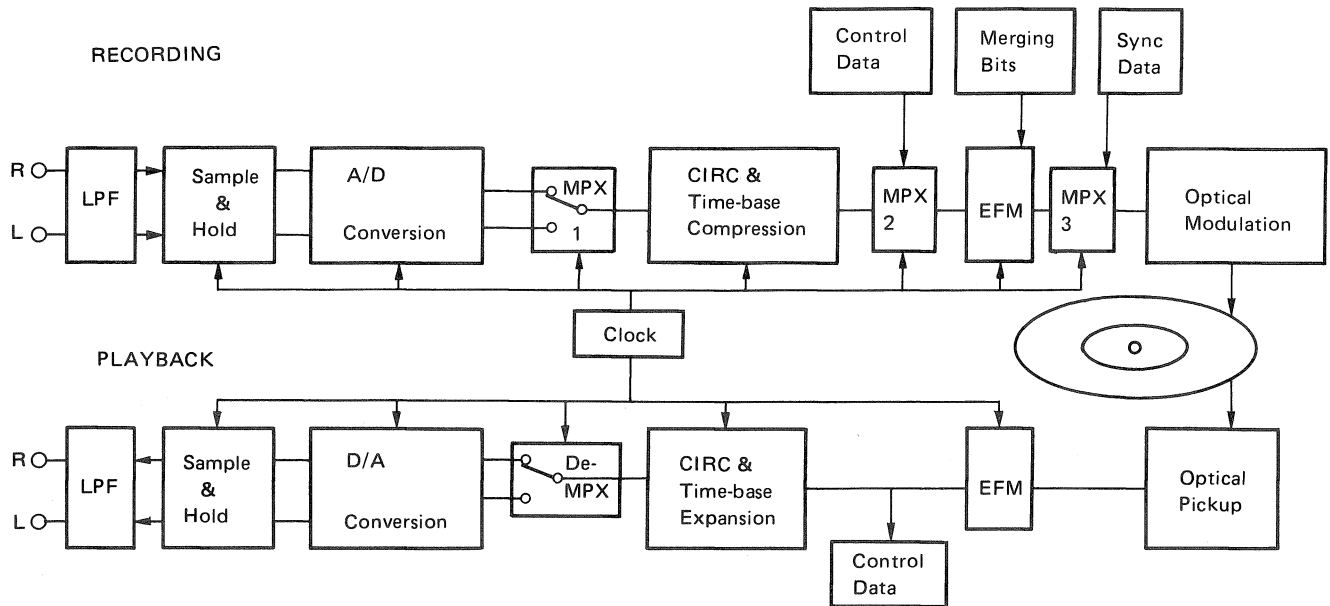 RECORDING
Control
Data
Merging
Bits
Sync
Data
R
L
LPF
Sample
&
Hold
A/D
Conversion
MPX
1
CIRC &
Time-base
Compression
MPX
2
EFM
MPX
3
Optical
Modulation
Clock
PLAYBACK
R
L
LPF
Sample
&
Hold
D/A
Conversion
De-
MPX
CIRC &
Time-base
Expansion
EFM
Optical
Pickup
Control
Data